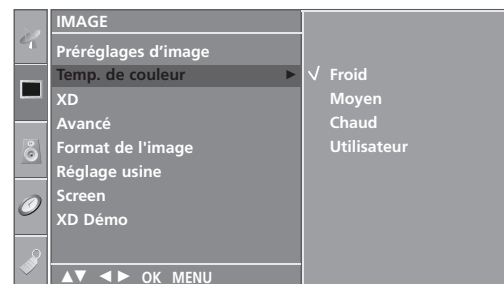 IMAGE
Préréglages d’image
Temp. de couleur ►
XD
Avancé
Format de l'image
Réglage usine
Screen
XD Démo
√ Froid
Moyen
Chaud
Utilisateur
▲▼ ◄► OK MENU